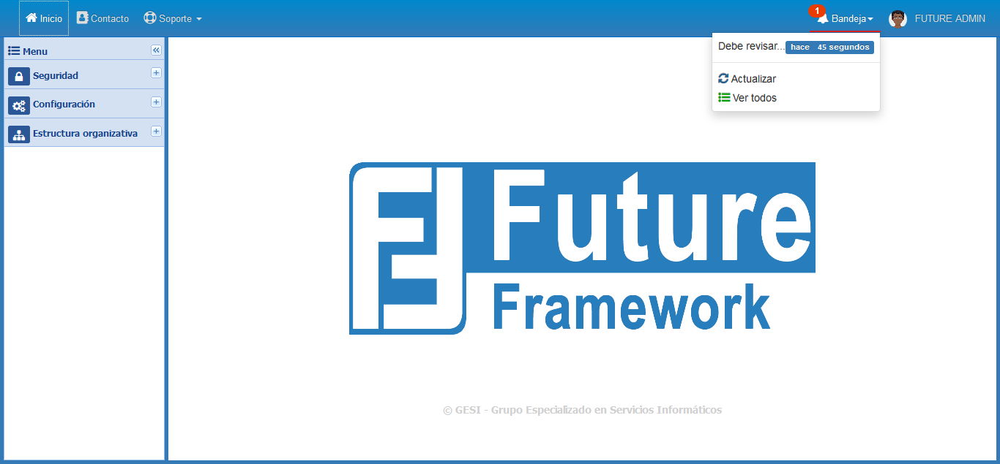 Inicio Contacto Soporte 1 Bandeja FUTURE ADMIN
Debe revisar... hace 45 segundos
Actualizar
Ver todos
Menu
Seguridad
Configuración
Estructura organizativa
Future
Framework
© GESI - Grupo Especializado en Servicios Informáticos